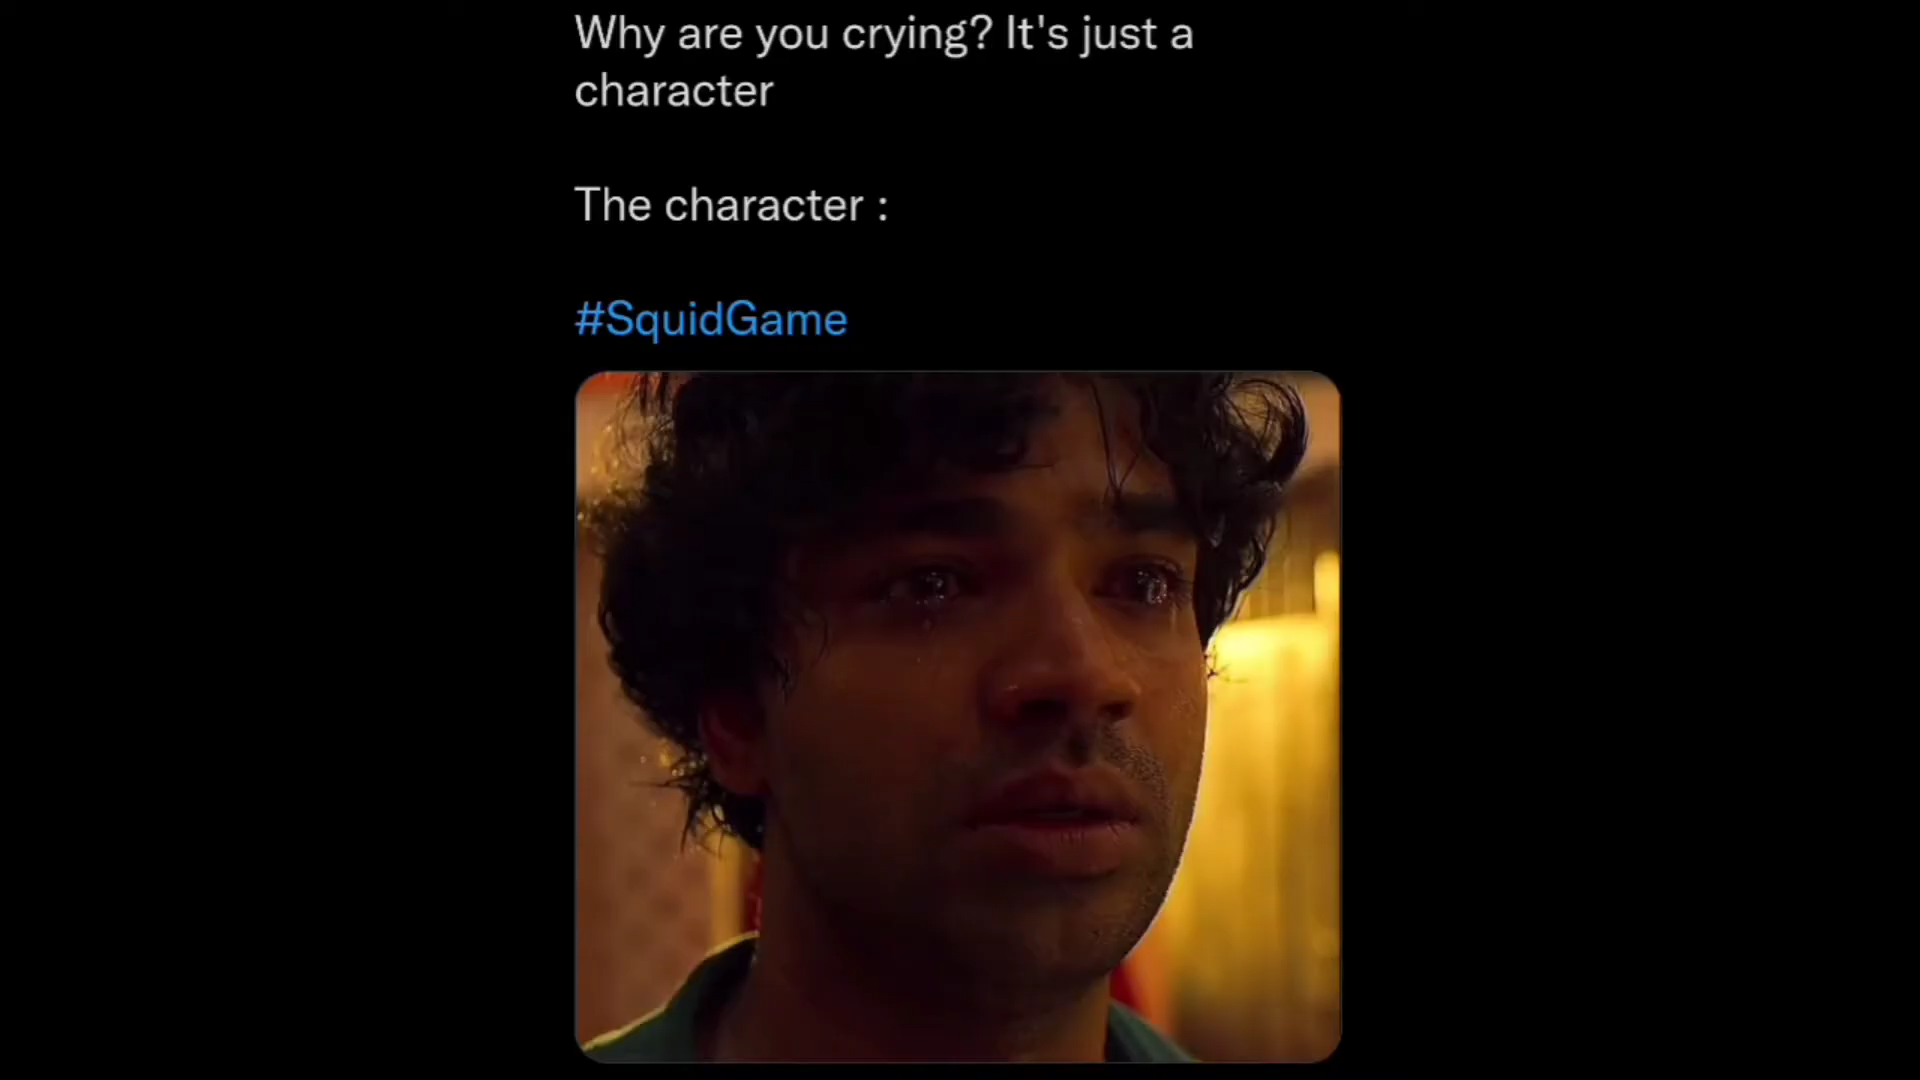 Why are you crying? It's just a
character
The character :
#SquidGame